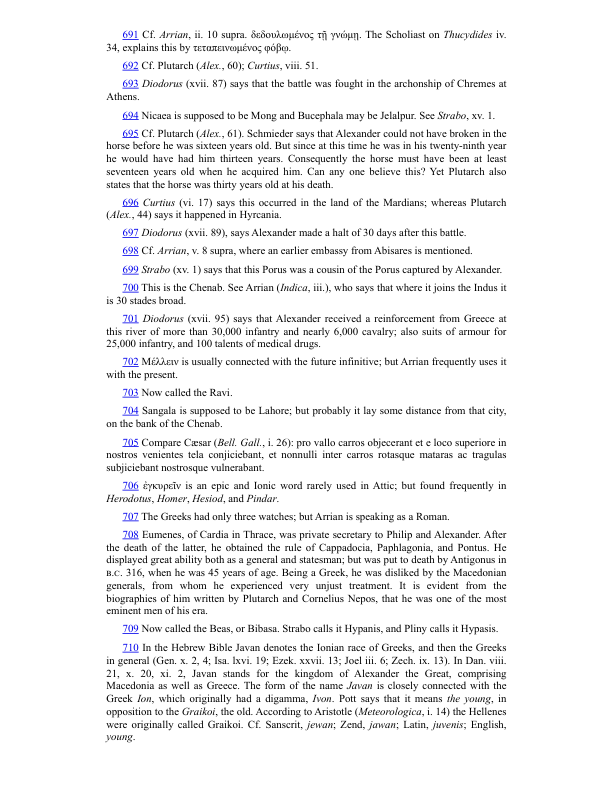 691 Cf. Arrian, ii. 10 supra. δεδουλωμένος τῇ γνώμῃ. The Scholiast on Thucydides iv.
34, explains this by τεταπεινωμένος φόβῳ.
692 Cf. Plutarch (Alex., 60); Curtius, viii. 51.
693 Diodorus (xvii. 87) says that the battle was fought in the archonship of Chremes at
Athens.
694 Nicaea is supposed to be Mong and Bucephala may be Jelalpur. See Strabo, xv. 1.
695 Cf. Plutarch (Alex., 61). Schmieder says that Alexander could not have broken in the
horse before he was sixteen years old. But since at this time he was in his twenty-ninth year
he would have had him thirteen years. Consequently the horse must have been at least
seventeen years old when he acquired him. Can any one believe this? Yet Plutarch also
states that the horse was thirty years old at his death.
696 Curtius (vi. 17) says this occurred in the land of the Mardians; whereas Plutarch
(Alex., 44) says it happened in Hyrcania.
697 Diodorus (xvii. 89), says Alexander made a halt of 30 days after this battle.
698 Cf. Arrian, v. 8 supra, where an earlier embassy from Abisares is mentioned.
699 Strabo (xv. 1) says that this Porus was a cousin of the Porus captured by Alexander.
700 This is the Chenab. See Arrian (Indica, iii.), who says that where it joins the Indus it
is 30 stades broad.
701 Diodorus (xvii. 95) says that Alexander received a reinforcement from Greece at
this river of more than 30,000 infantry and nearly 6,000 cavalry; also suits of armour for
25,000 infantry, and 100 talents of medical drugs.
702 Μέλλειν is usually connected with the future infinitive; but Arrian frequently uses it
with the present.
703 Now called the Ravi.
704 Sangala is supposed to be Lahore; but probably it lay some distance from that city,
on the bank of the Chenab.
705 Compare Cæsar (Bell. Gall., i. 26): pro vallo carros objecerant et e loco superiore in
nostros venientes tela conjiciebant, et nonnulli inter carros rotasque mataras ac tragulas
subjiciebant nostrosque vulnerabant.
706 ἐγκυρεῖν is an epic and Ionic word rarely used in Attic; but found frequently in
Herodotus, Homer, Hesiod, and Pindar.
707 The Greeks had only three watches; but Arrian is speaking as a Roman.
708 Eumenes, of Cardia in Thrace, was private secretary to Philip and Alexander. After
the death of the latter, he obtained the rule of Cappadocia, Paphlagonia, and Pontus. He
displayed great ability both as a general and statesman; but was put to death by Antigonus in
B.C. 316, when he was 45 years of age. Being a Greek, he was disliked by the Macedonian
generals, from whom he experienced very unjust treatment. It is evident from the
biographies of him written by Plutarch and Cornelius Nepos, that he was one of the most
eminent men of his era.
709 Now called the Beas, or Bibasa. Strabo calls it Hypanis, and Pliny calls it Hypasis.
710 In the Hebrew Bible Javan denotes the Ionian race of Greeks, and then the Greeks
in general (Gen. x. 2, 4; Isa. lxvi. 19; Ezek. xxvii. 13; Joel iii. 6; Zech. ix. 13). In Dan. viii.
21, x. 20, xi. 2, Javan stands for the kingdom of Alexander the Great, comprising
Macedonia as well as Greece. The form of the name Javan is closely connected with the
Greek Ion, which originally had a digamma, Ivon. Pott says that it means the young, in
opposition to the Graikoi, the old. According to Aristotle (Meteorologica, i. 14) the Hellenes
were originally called Graikoi. Cf. Sanscrit, jewan; Zend, jawan; Latin, juvenis; English,
young.